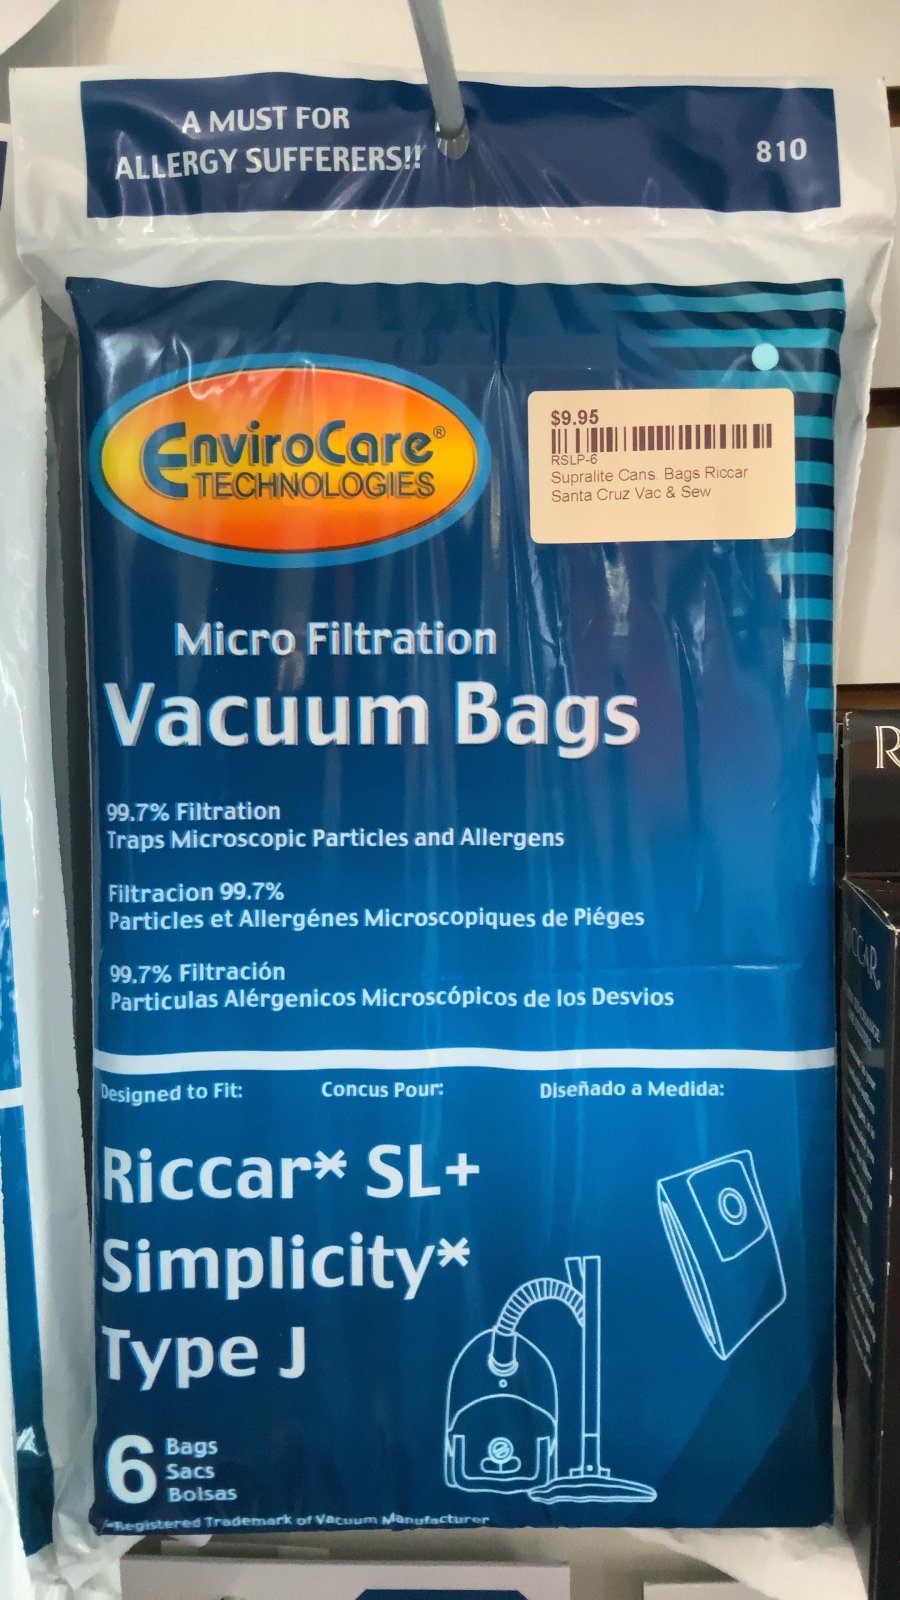 A MUST FOR
ALLERGY SUFFERERS!!
810
EnviroCare®
TECHNOLOGIES
$9.95
RSLP-6
Supralite Cans Bags Riccar
Santa Cruz Vac & Sew
Micro Filtration
Vacuum Bags
99.7% Filtration
Traps Microscopic Particles and Allergens
Filtracion 99.7%
Particles et Allergénes Microscopiques de Piéges
99.7% Filtración
Particulas Alérgenicos Microscópicos de los Desvios
Designed to Fit:
Concus Pour:
Diseñado a Medida:
Riccar* SL+
Simplicity*
Type J
6
Bags
Sacs
Bolsas
*Registered Trademark of Vacuum Manufacturer